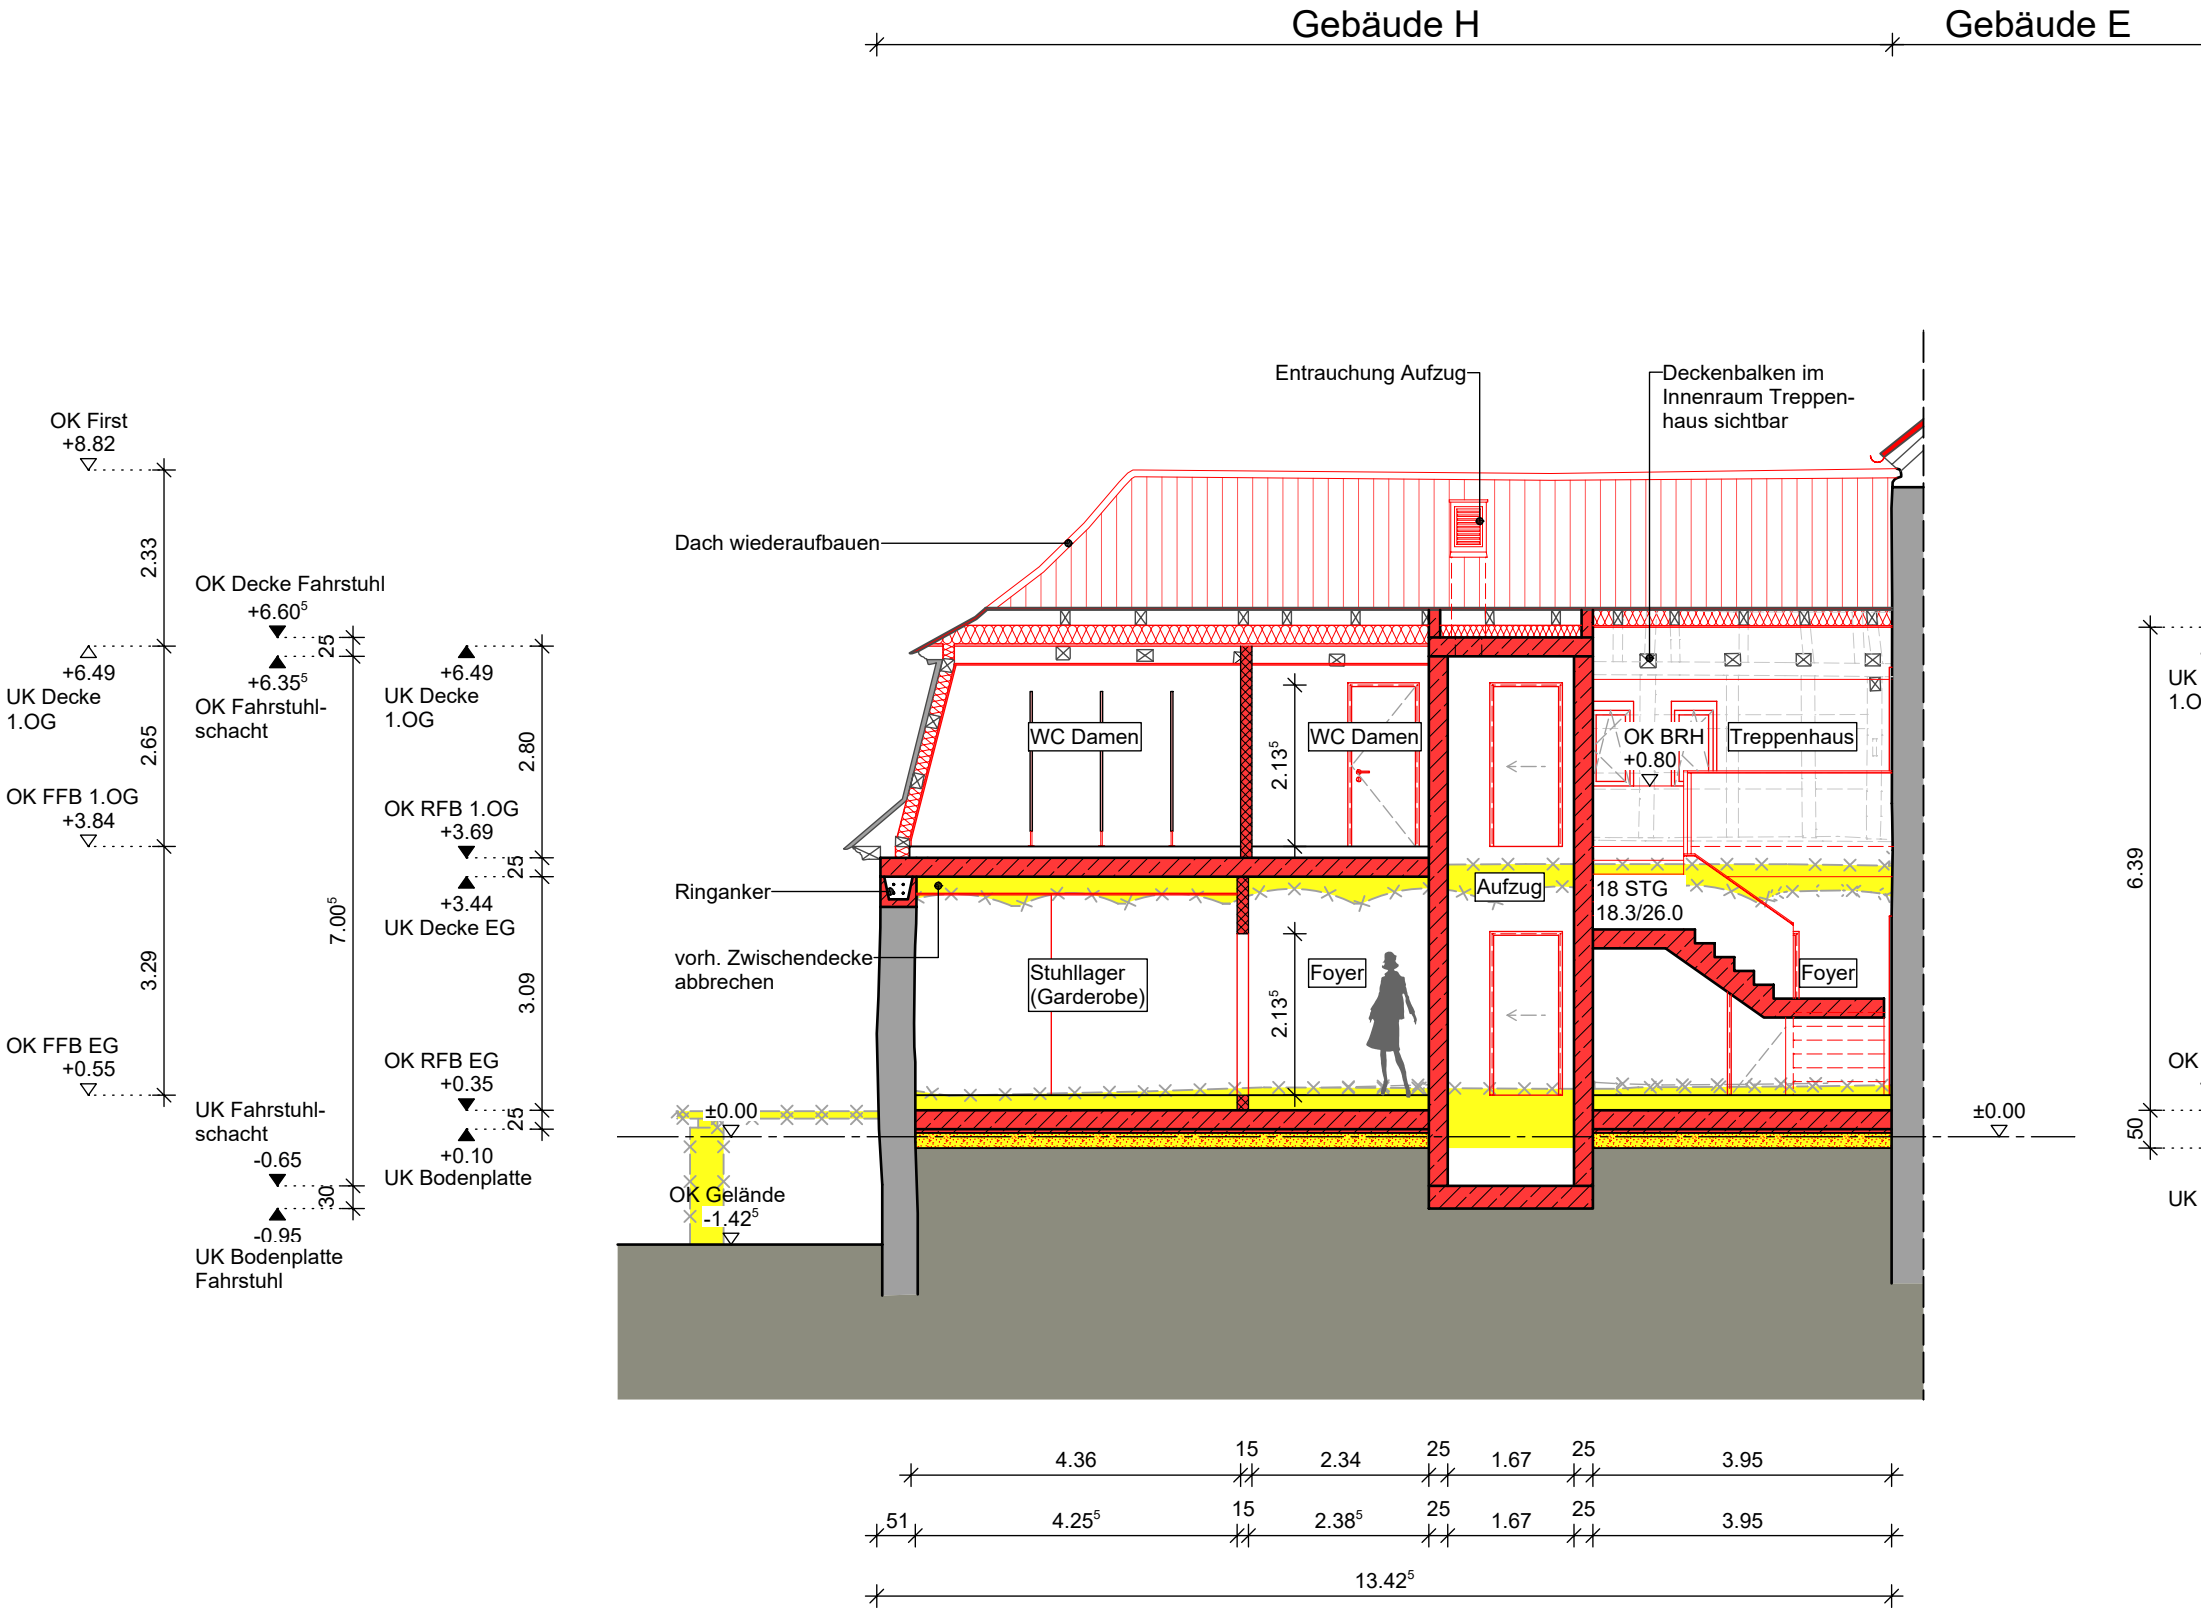 Gebäude H
Gebäude E
Entrauchung Aufzug
Deckenbalken im
Innenraum Treppen-
haus sichtbar
OK First
+8.82
2.33
Dach wiederaufbauen
OK Decke Fahrstuhl
+6.60⁵
25
+6.49
UK Decke
1.OG
+6.35⁵
OK Fahrstuhl-
schacht
+6.49
UK Decke
1.OG
2.65
2.80
WC Damen
2.13⁵
WC Damen
OK BRH
+0.80
Treppenhaus
UK
1.O
OK FFB 1.OG
+3.84
OK RFB 1.OG
+3.69
25
+3.44
UK Decke EG
Ringanker
Aufzug
18 STG
18.3/26.0
6.39
7.00⁵
3.29
3.09
vorh. Zwischendecke
abbrechen
Stuhllager
(Garderobe)
2.13⁵
Foyer
Foyer
OK FFB EG
+0.55
OK RFB EG
+0.35
25
+0.10
UK Bodenplatte
UK Fahrstuhl-
schacht
-0.65
30
-0.95
UK Bodenplatte
Fahrstuhl
±0.00
±0.00
OK
50
UK
OK Gelände
-1.42⁵
4.36
15
2.34
25
1.67
25
3.95
51
4.25⁵
15
2.38⁵
25
1.67
25
3.95
13.42⁵